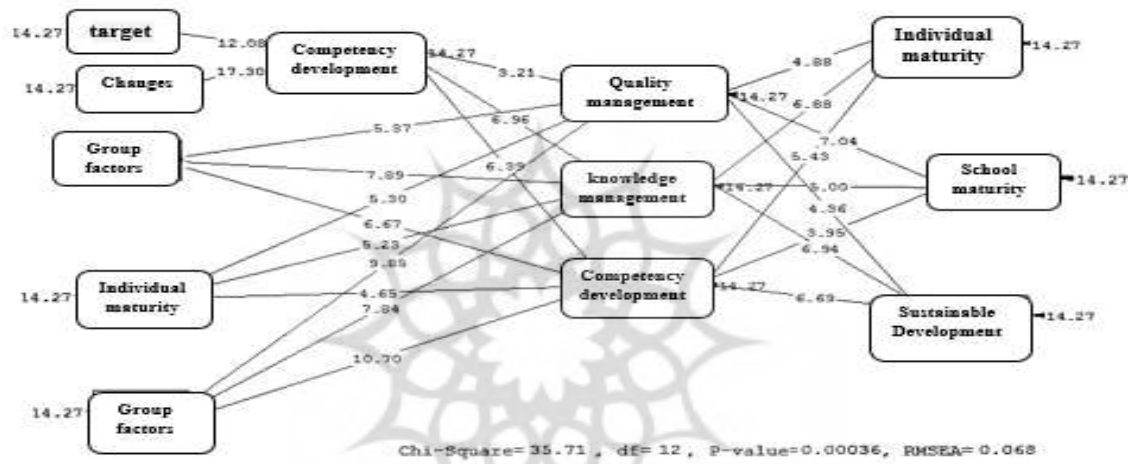 14.27
target
12.08
14.27
Changes
17.30
Competency
development
14.27
Group
factors
14.27
Individual
maturity
14.27
Group
factors
3.21
6.96
6.39
5.97
7.89
6.67
5.30
5.23
4.65
9.88
7.84
10.70
Quality
management
14.27
knowledge
management
14.27
Competency
development
14.27
4.88
6.88
5.43
7.04
5.00
3.95
4.96
6.94
6.69
Individual
maturity
14.27
School
maturity
14.27
Sustainable
Development
14.27
Chi-Square=35.71, df=12, P-value=0.00036, RMSEA=0.068